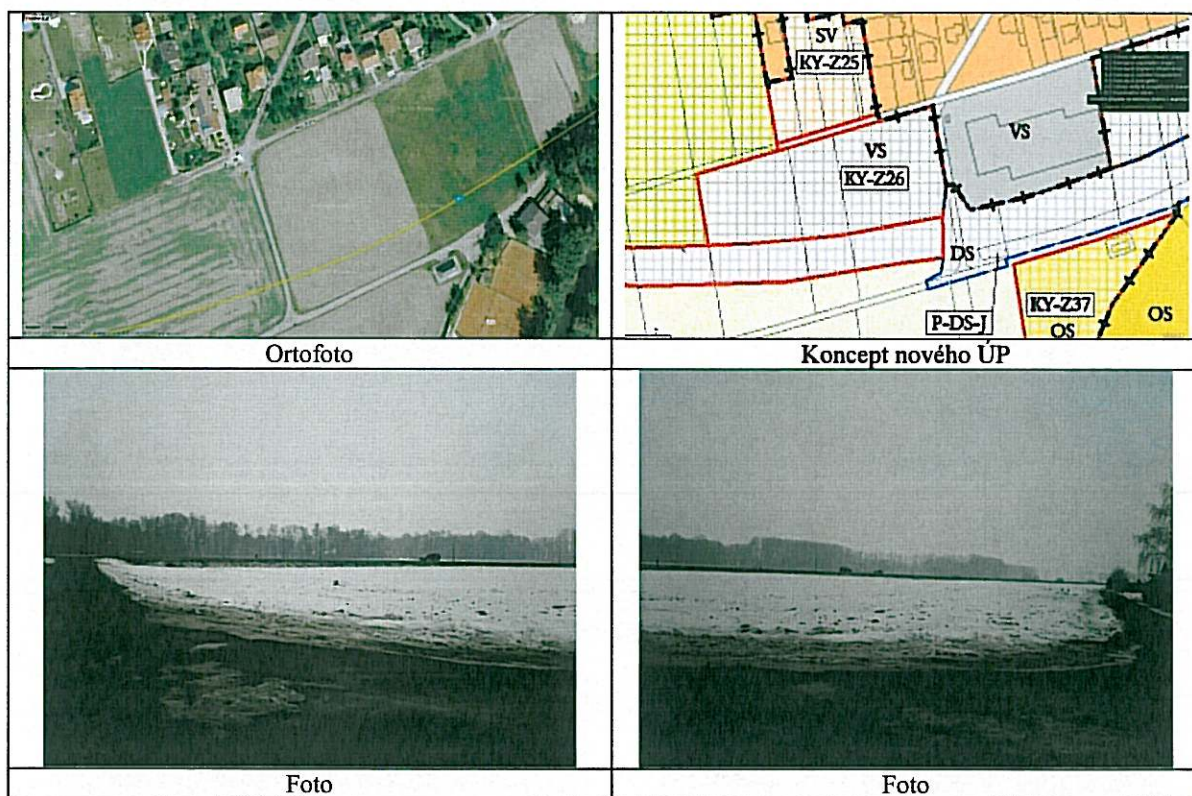 SV
KY-Z25
VS
VS
KY-Z26
DS
KY-Z37
P-DS-J
OS
OS
Ortofoto
Koncept nového ÚP
Foto
Foto